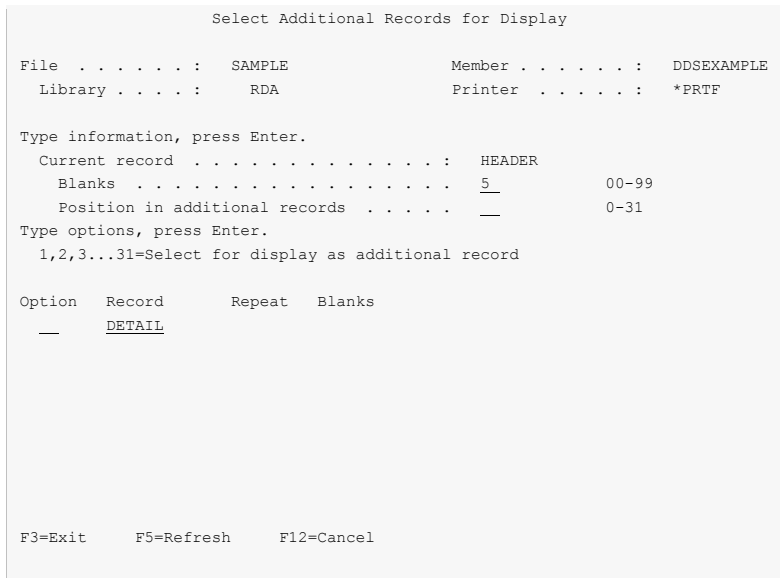 Select Additional Records for Display
File . . . . . . : SAMPLE Member . . . . . . : DDSEXAMPLE
Library . . . . : RDA Printer . . . . . : *PRTF
Type information, press Enter.
Current record . . . . . . . . . . . . . : HEADER
Blanks . . . . . . . . . . . . . . . . . 5 00-99
Position in additional records . . . . . __ 0-31
Type options, press Enter.
1,2,3...31=Select for display as additional record
Option Record Repeat Blanks
__ DETAIL
F3=Exit F5=Refresh F12=Cancel